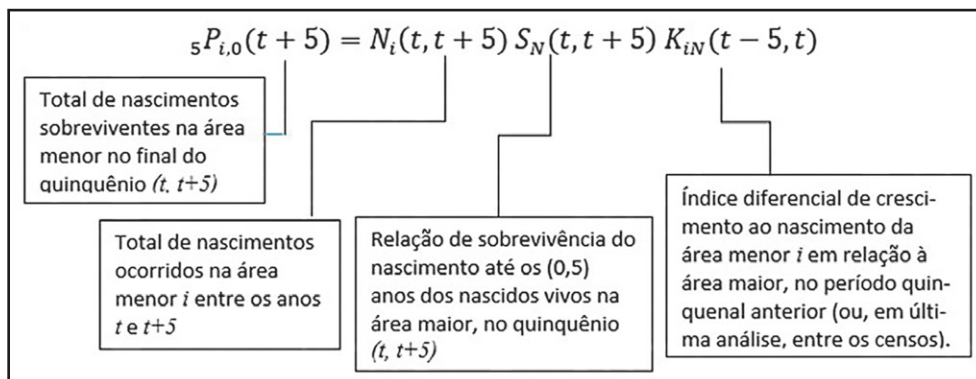 ₅P_{i,0}(t + 5) = N_i(t, t + 5) S_N(t, t + 5) K_{iN}(t − 5, t)
Total de nascimentos
sobreviventes na área
menor no final do
quinquênio (t, t+5)
Total de nascimentos
ocorridos na área
menor i entre os anos
t e t+5
Relação de sobrevivência do
nascimento até os (0,5)
anos dos nascidos vivos na
área maior, no quinquênio
(t, t+5)
Índice diferencial de cresci-
mento ao nascimento da
área menor i em relação à
área maior, no período quin-
quenal anterior (ou, em últi-
ma análise, entre os censos).